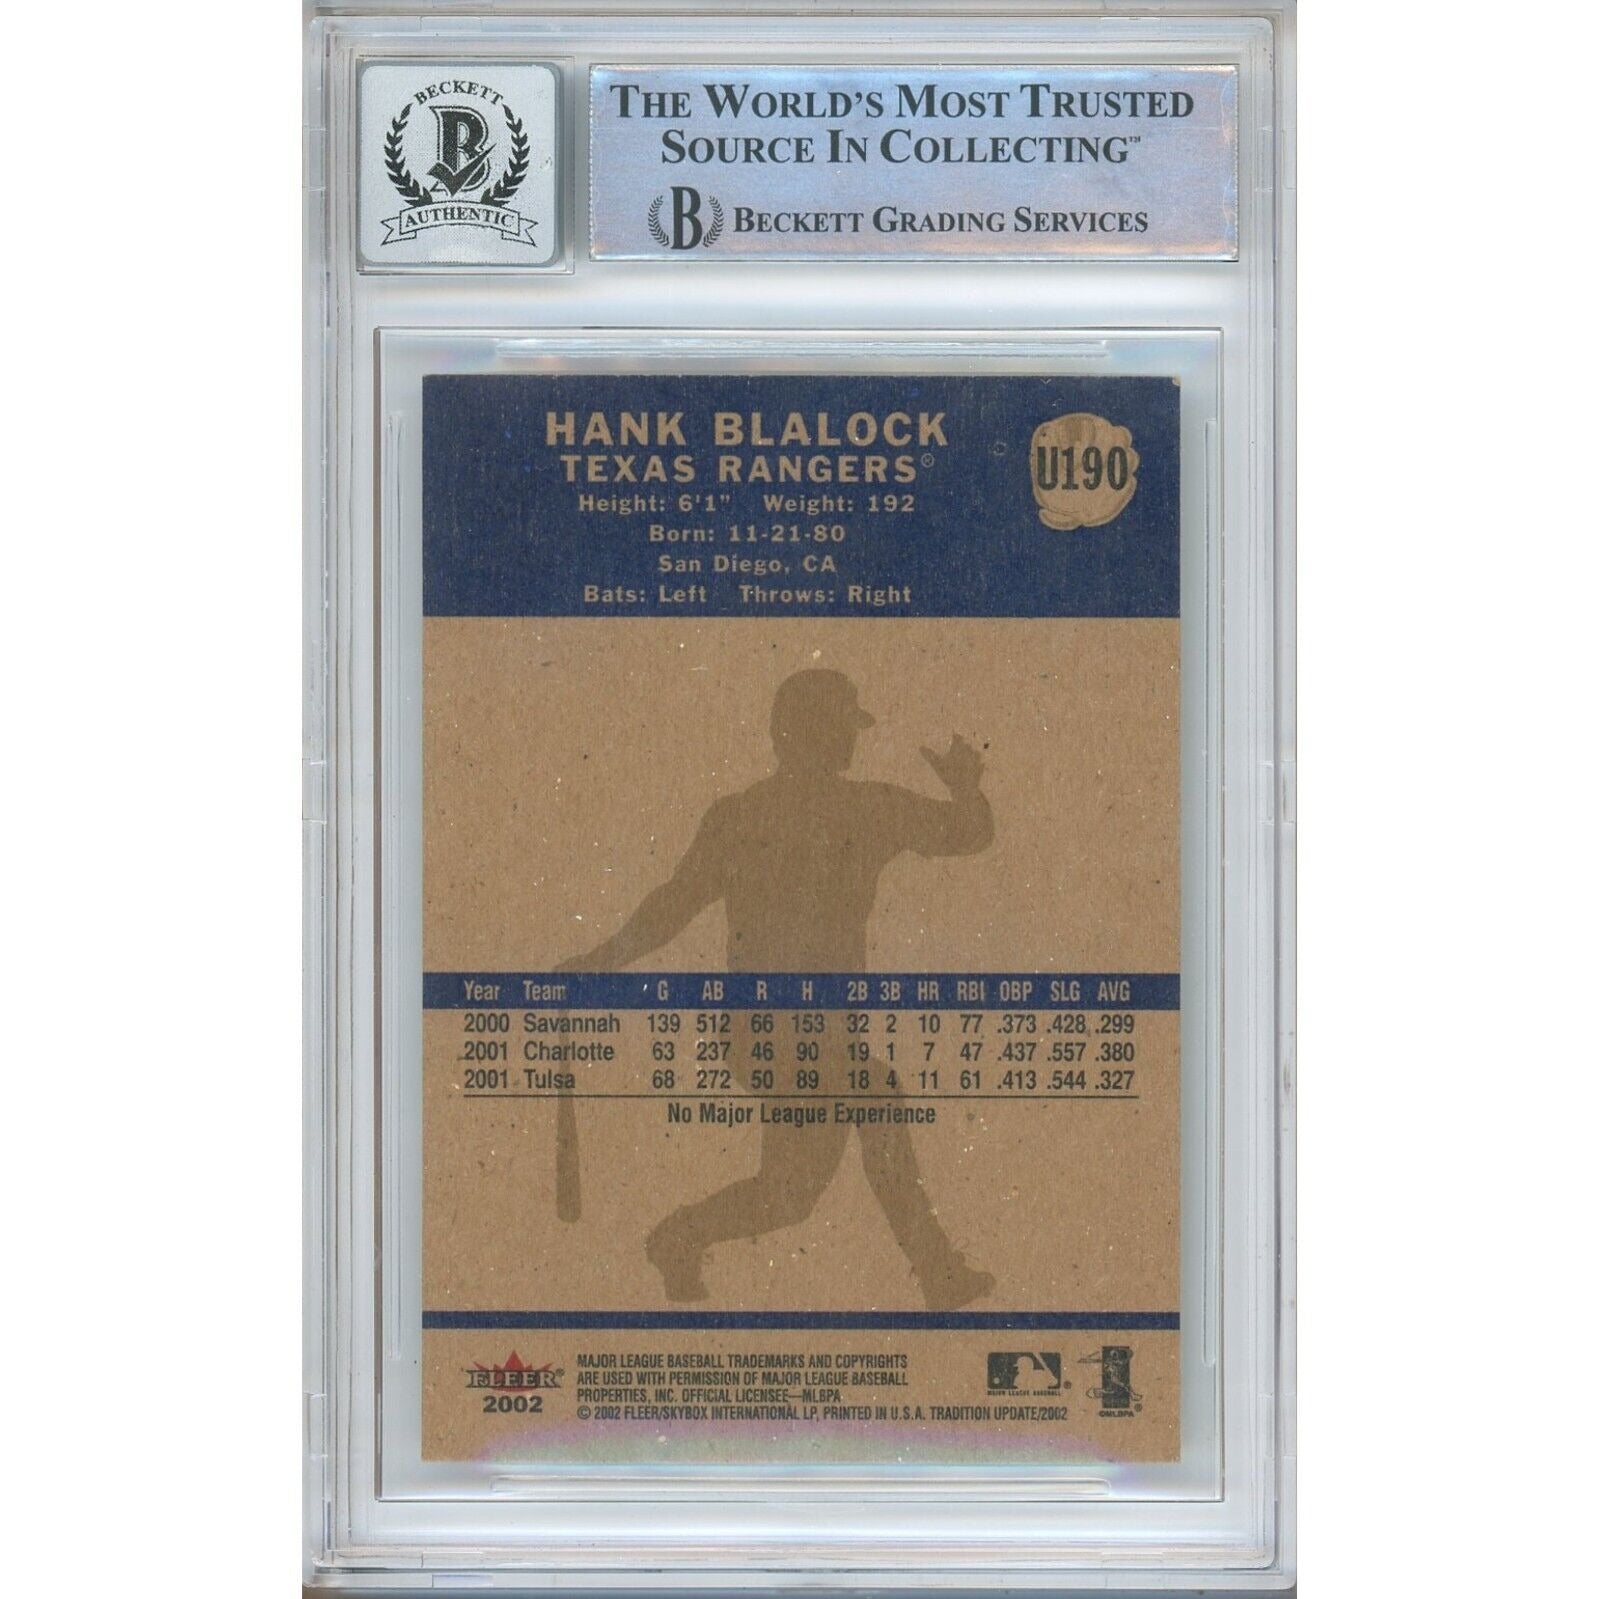 BECKETT
B
AUTHENTIC
THE WORLD'S MOST TRUSTED
SOURCE IN COLLECTING™
B BECKETT GRADING SERVICES
HANK BLALOCK
TEXAS RANGERS®
U190
Height: 6'1" Weight: 192
Born: 11-21-80
San Diego, CA
Bats: Left Throws: Right
Year Team G AB R H 2B 3B HR RBI OBP SLG AVG
2000 Savannah 139 512 66 153 32 2 10 77 .373 .428 .299
2001 Charlotte 63 237 46 90 19 1 7 47 .437 .557 .380
2001 Tulsa 68 272 50 89 18 4 11 61 .413 .544 .327
No Major League Experience
FLEER®
2002
MAJOR LEAGUE BASEBALL TRADEMARKS AND COPYRIGHTS
ARE USED WITH PERMISSION OF MAJOR LEAGUE BASEBALL
PROPERTIES, INC. OFFICIAL LICENSEE—MLBPA
© 2002 FLEER/SKYBOX INTERNATIONAL LP, PRINTED IN U.S.A. TRADITION UPDATE/2002
MAJOR LEAGUE BASEBALL®
©MLBPA ®